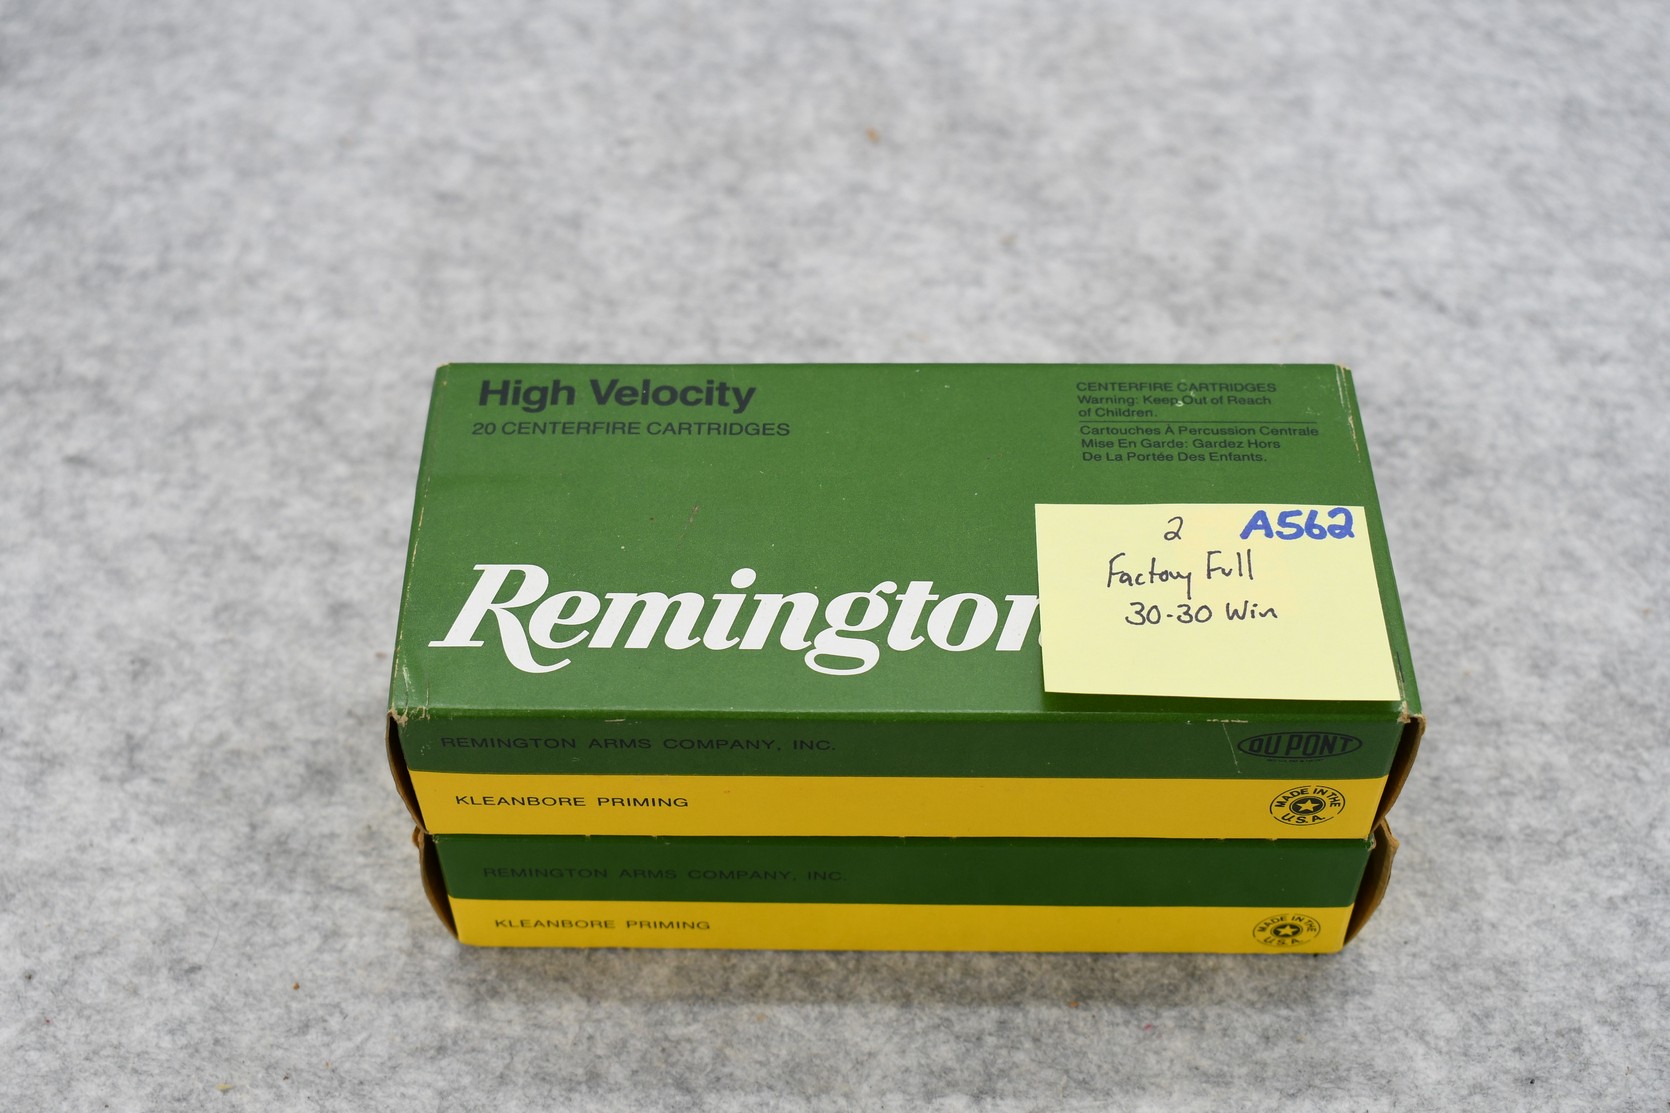 High Velocity
20 CENTERFIRE CARTRIDGES
CENTERFIRE CARTRIDGES
Warning: Keep Out of Reach
of Children.
Cartouches À Percussion Centrale
Mise En Garde: Gardez Hors
De La Portée Des Enfants.
2 A562
Factory Full
30-30 Win
Remington
REMINGTON ARMS COMPANY, INC.
DU PONT
KLEANBORE PRIMING
MADE IN THE U.S.A.
REMINGTON ARMS COMPANY, INC.
KLEANBORE PRIMING
MADE IN THE U.S.A.